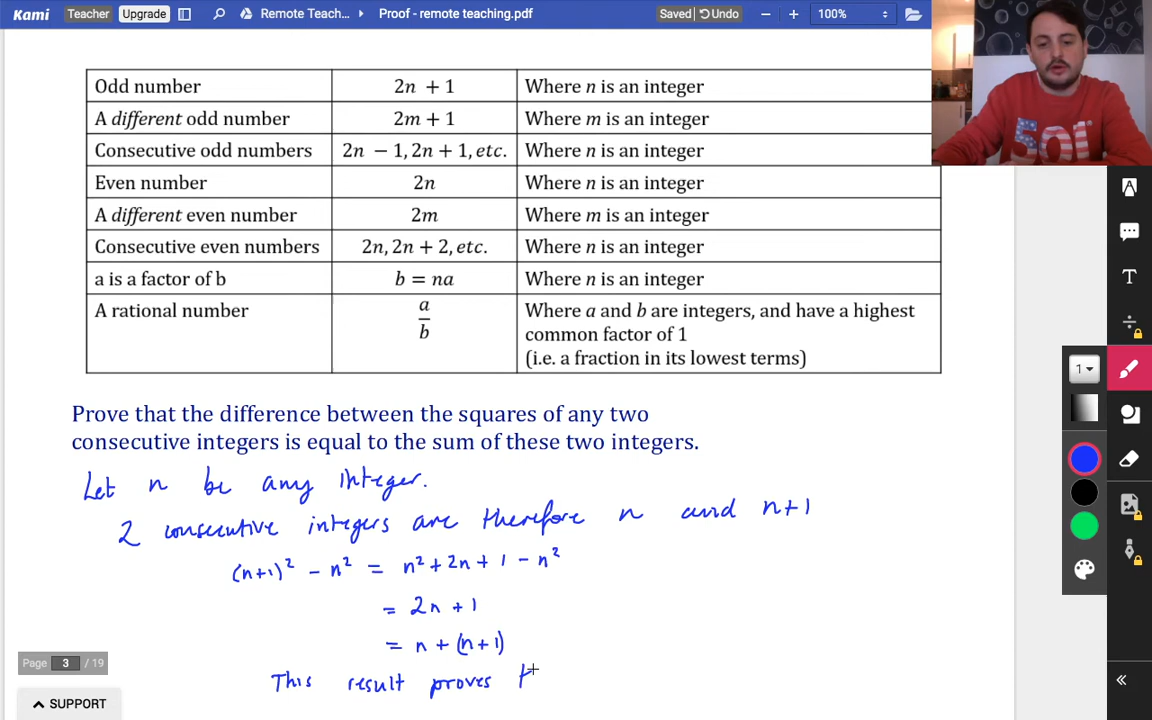 Kami Teacher Upgrade Remote Teach... Proof - remote teaching.pdf Saved Undo 100%
Odd number 2n + 1 Where n is an integer
A different odd number 2m + 1 Where m is an integer
Consecutive odd numbers 2n − 1, 2n + 1, etc. Where n is an integer
Even number 2n Where n is an integer
A different even number 2m Where m is an integer
Consecutive even numbers 2n, 2n + 2, etc. Where n is an integer
a is a factor of b b = na Where n is an integer
A rational number a/b Where a and b are integers, and have a highest
common factor of 1
(i.e. a fraction in its lowest terms)
Prove that the difference between the squares of any two
consecutive integers is equal to the sum of these two integers.
Let n be any integer.
2 consecutive integers are therefore n and n+1
(n+1)² − n² = n² + 2n + 1 − n²
= 2n + 1
= n + (n+1)
This result proves
Page 3 / 19
SUPPORT
1
T